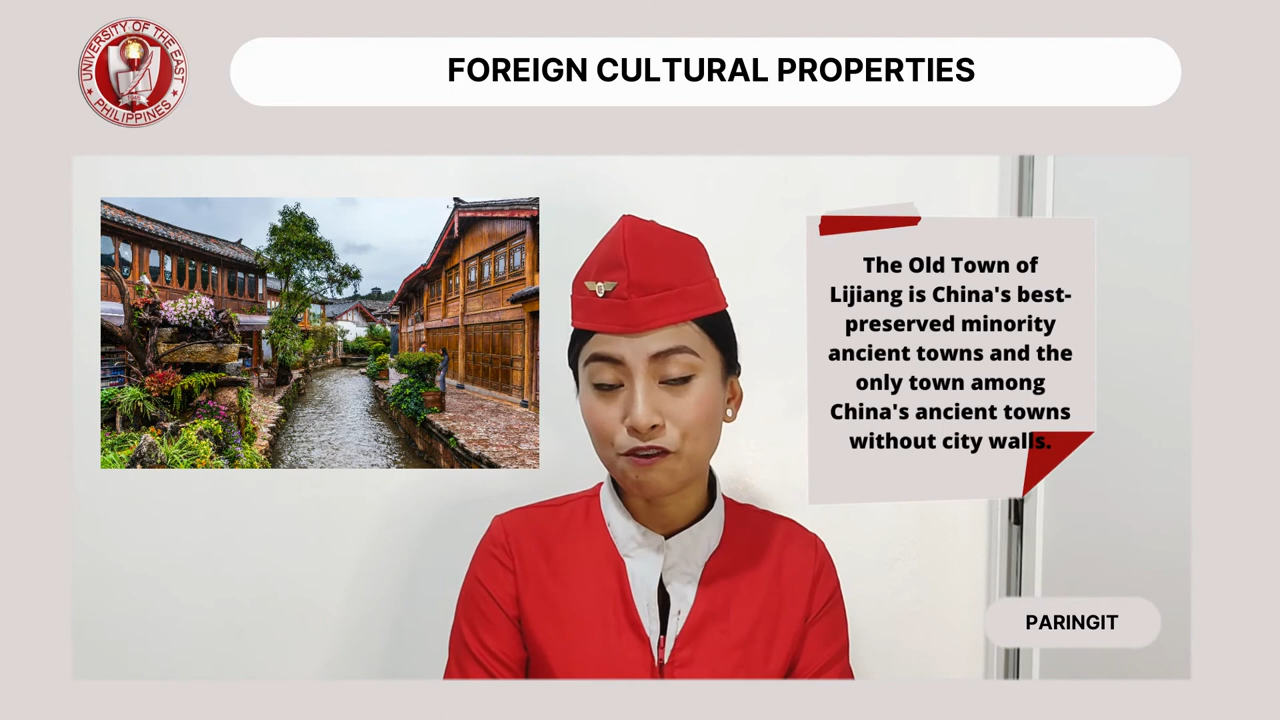 UNIVERSITY OF THE EAST
PHILIPPINES
1946
FOREIGN CULTURAL PROPERTIES
The Old Town of
Lijiang is China's best-
preserved minority
ancient towns and the
only town among
China's ancient towns
without city walls.
PARINGIT